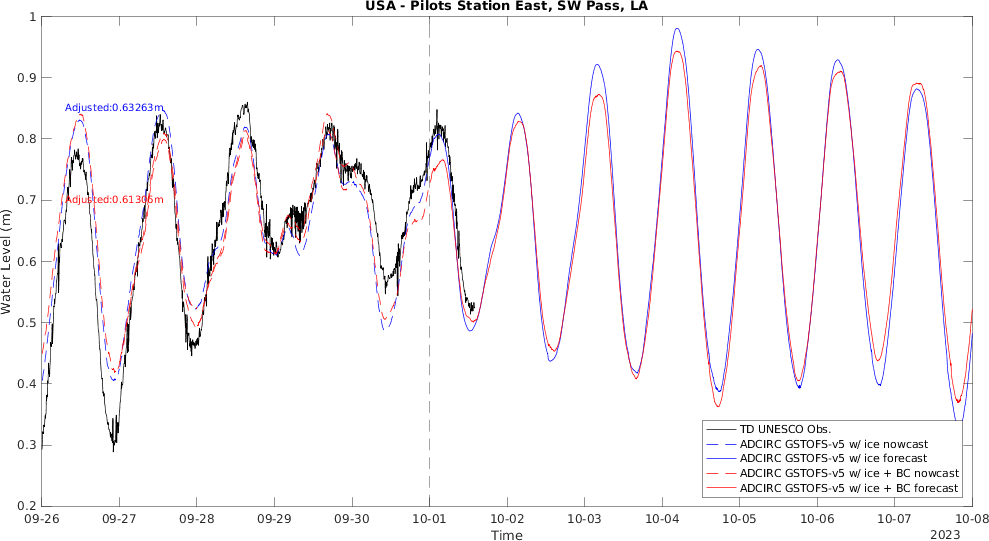 USA - Pilots Station East, SW Pass, LA
1
0.9
0.8
0.7
0.6
0.5
0.4
0.3
0.2
Water Level (m)
Adjusted:0.63263m
Adjusted:0.61306m
TD UNESCO Obs.
ADCIRC GSTOFS-v5 w/ ice nowcast
ADCIRC GSTOFS-v5 w/ ice forecast
ADCIRC GSTOFS-v5 w/ ice + BC nowcast
ADCIRC GSTOFS-v5 w/ ice + BC forecast
09-26 09-27 09-28 09-29 09-30 10-01 10-02 10-03 10-04 10-05 10-06 10-07 10-08
Time
2023